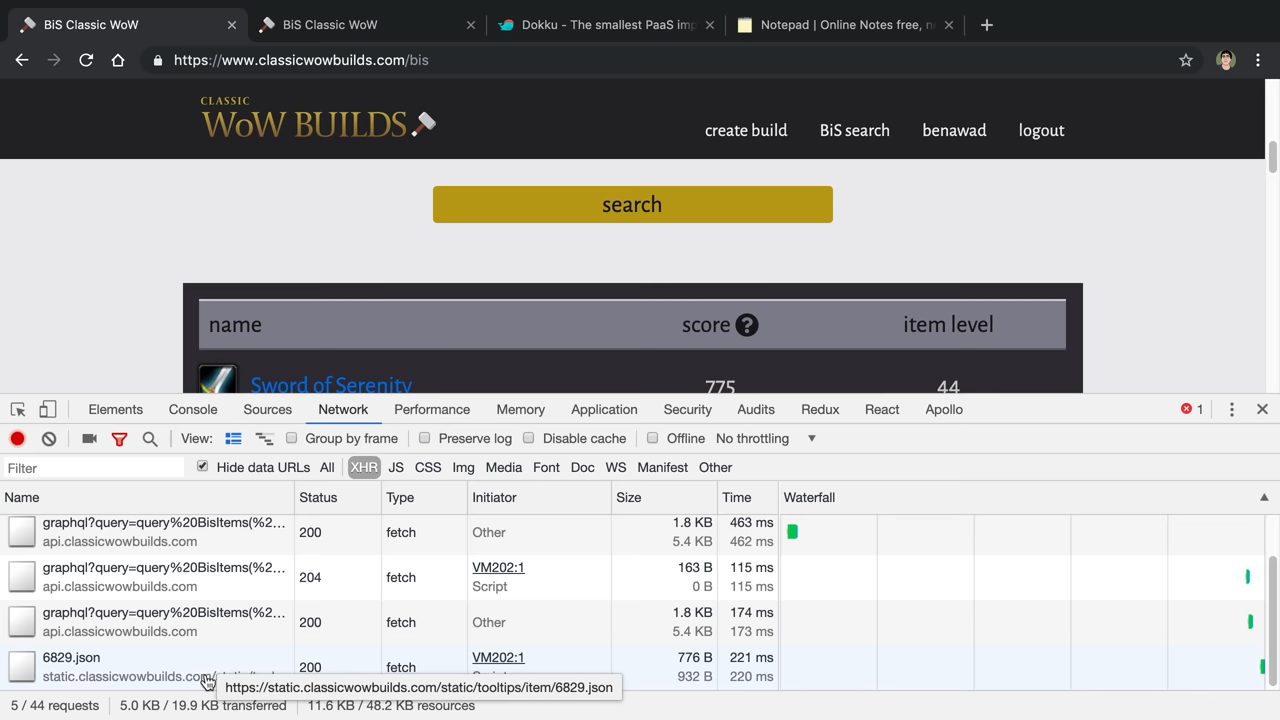 BiS Classic WoW
BiS Classic WoW
Dokku - The smallest PaaS imp
Notepad | Online Notes free, n
https://www.classicwowbuilds.com/bis
CLASSIC
WoW BUILDS
create build
BiS search
benawad
logout
search
name
score ?
item level
Sword of Serenity
775
44
Elements
Console
Sources
Network
Performance
Memory
Application
Security
Audits
Redux
React
Apollo
1
View:
Group by frame
Preserve log
Disable cache
Offline
No throttling
Filter
Hide data URLs
All
XHR
JS
CSS
Img
Media
Font
Doc
WS
Manifest
Other
Name
Status
Type
Initiator
Size
Time
Waterfall
graphql?query=query%20BisItems(%2...
api.classicwowbuilds.com
200
fetch
Other
1.8 KB
5.4 KB
463 ms
462 ms
graphql?query=query%20BisItems(%2...
api.classicwowbuilds.com
204
fetch
VM202:1
Script
163 B
0 B
115 ms
115 ms
graphql?query=query%20BisItems(%2...
api.classicwowbuilds.com
200
fetch
Other
1.8 KB
5.4 KB
174 ms
173 ms
6829.json
static.classicwowbuilds.com/
200
fetch
VM202:1
776 B
932 B
221 ms
220 ms
https://static.classicwowbuilds.com/static/tooltips/item/6829.json
5 / 44 requests
5.0 KB / 19.9 KB transferred
11.6 KB / 48.2 KB resources